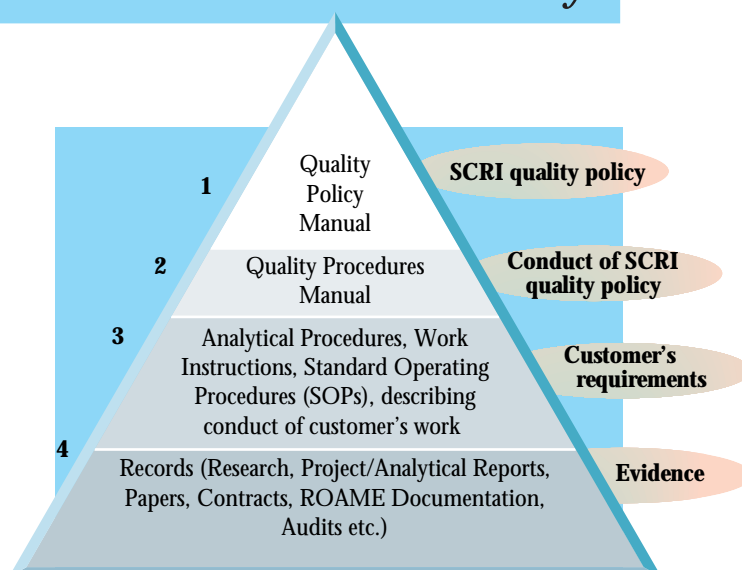 1
Quality
Policy
Manual
SCRI quality policy
2
Quality Procedures
Manual
Conduct of SCRI
quality policy
3
Analytical Procedures, Work
Instructions, Standard Operating
Procedures (SOPs), describing
conduct of customer’s work
Customer’s
requirements
4
Records (Research, Project/Analytical Reports,
Papers, Contracts, ROAME Documentation,
Audits etc.)
Evidence